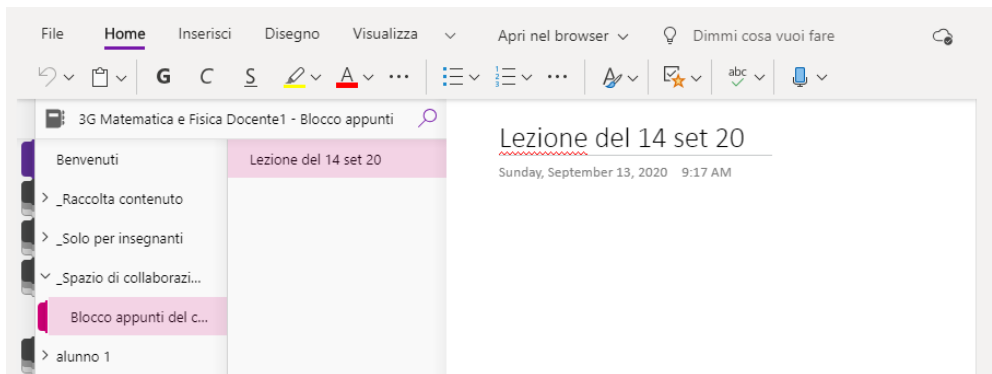 File Home Inserisci Disegno Visualizza Apri nel browser Dimmi cosa vuoi fare
G C S A abc
3G Matematica e Fisica Docente1 - Blocco appunti
Benvenuti
_Raccolta contenuto
_Solo per insegnanti
_Spazio di collaborazi...
Blocco appunti del c...
alunno 1
Lezione del 14 set 20
Lezione del 14 set 20
Sunday, September 13, 2020 9:17 AM